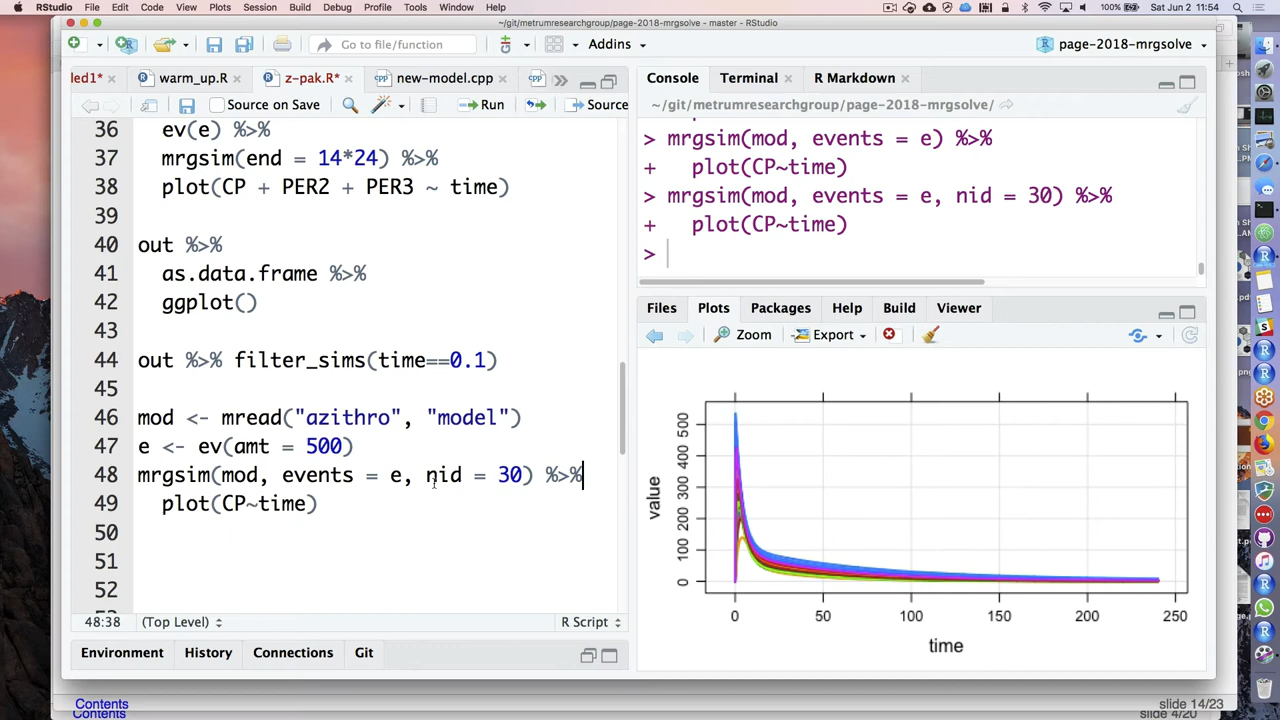 RStudio File Edit Code View Plots Session Build Debug Profile Tools Window Help 100% Sat Jun 2 11:54
~/git/metrumresearchgroup/page-2018-mrgsolve - master - RStudio
Go to file/function Addins page-2018-mrgsolve
led1* warm_up.R z-pak.R* new-model.cpp
Source on Save Run Source
36 ev(e) %>%
37 mrgsim(end = 14*24) %>%
38 plot(CP + PER2 + PER3 ~ time)
39
40 out %>%
41 as.data.frame %>%
42 ggplot()
43
44 out %>% filter_sims(time==0.1)
45
46 mod <- mread("azithro", "model")
47 e <- ev(amt = 500)
48 mrgsim(mod, events = e, nid = 30) %>%
49 plot(CP~time)
50
51
52
48:38 (Top Level) R Script
Environment History Connections Git
Console Terminal R Markdown
~/git/metrumresearchgroup/page-2018-mrgsolve/
> mrgsim(mod, events = e) %>%
+ plot(CP~time)
> mrgsim(mod, events = e, nid = 30) %>%
+ plot(CP~time)
>
Files Plots Packages Help Build Viewer
Zoom Export
value
500
400
300
200
100
0
0 50 100 150 200 250
time
Contents
Contents
slide 14/23
slide 4/20